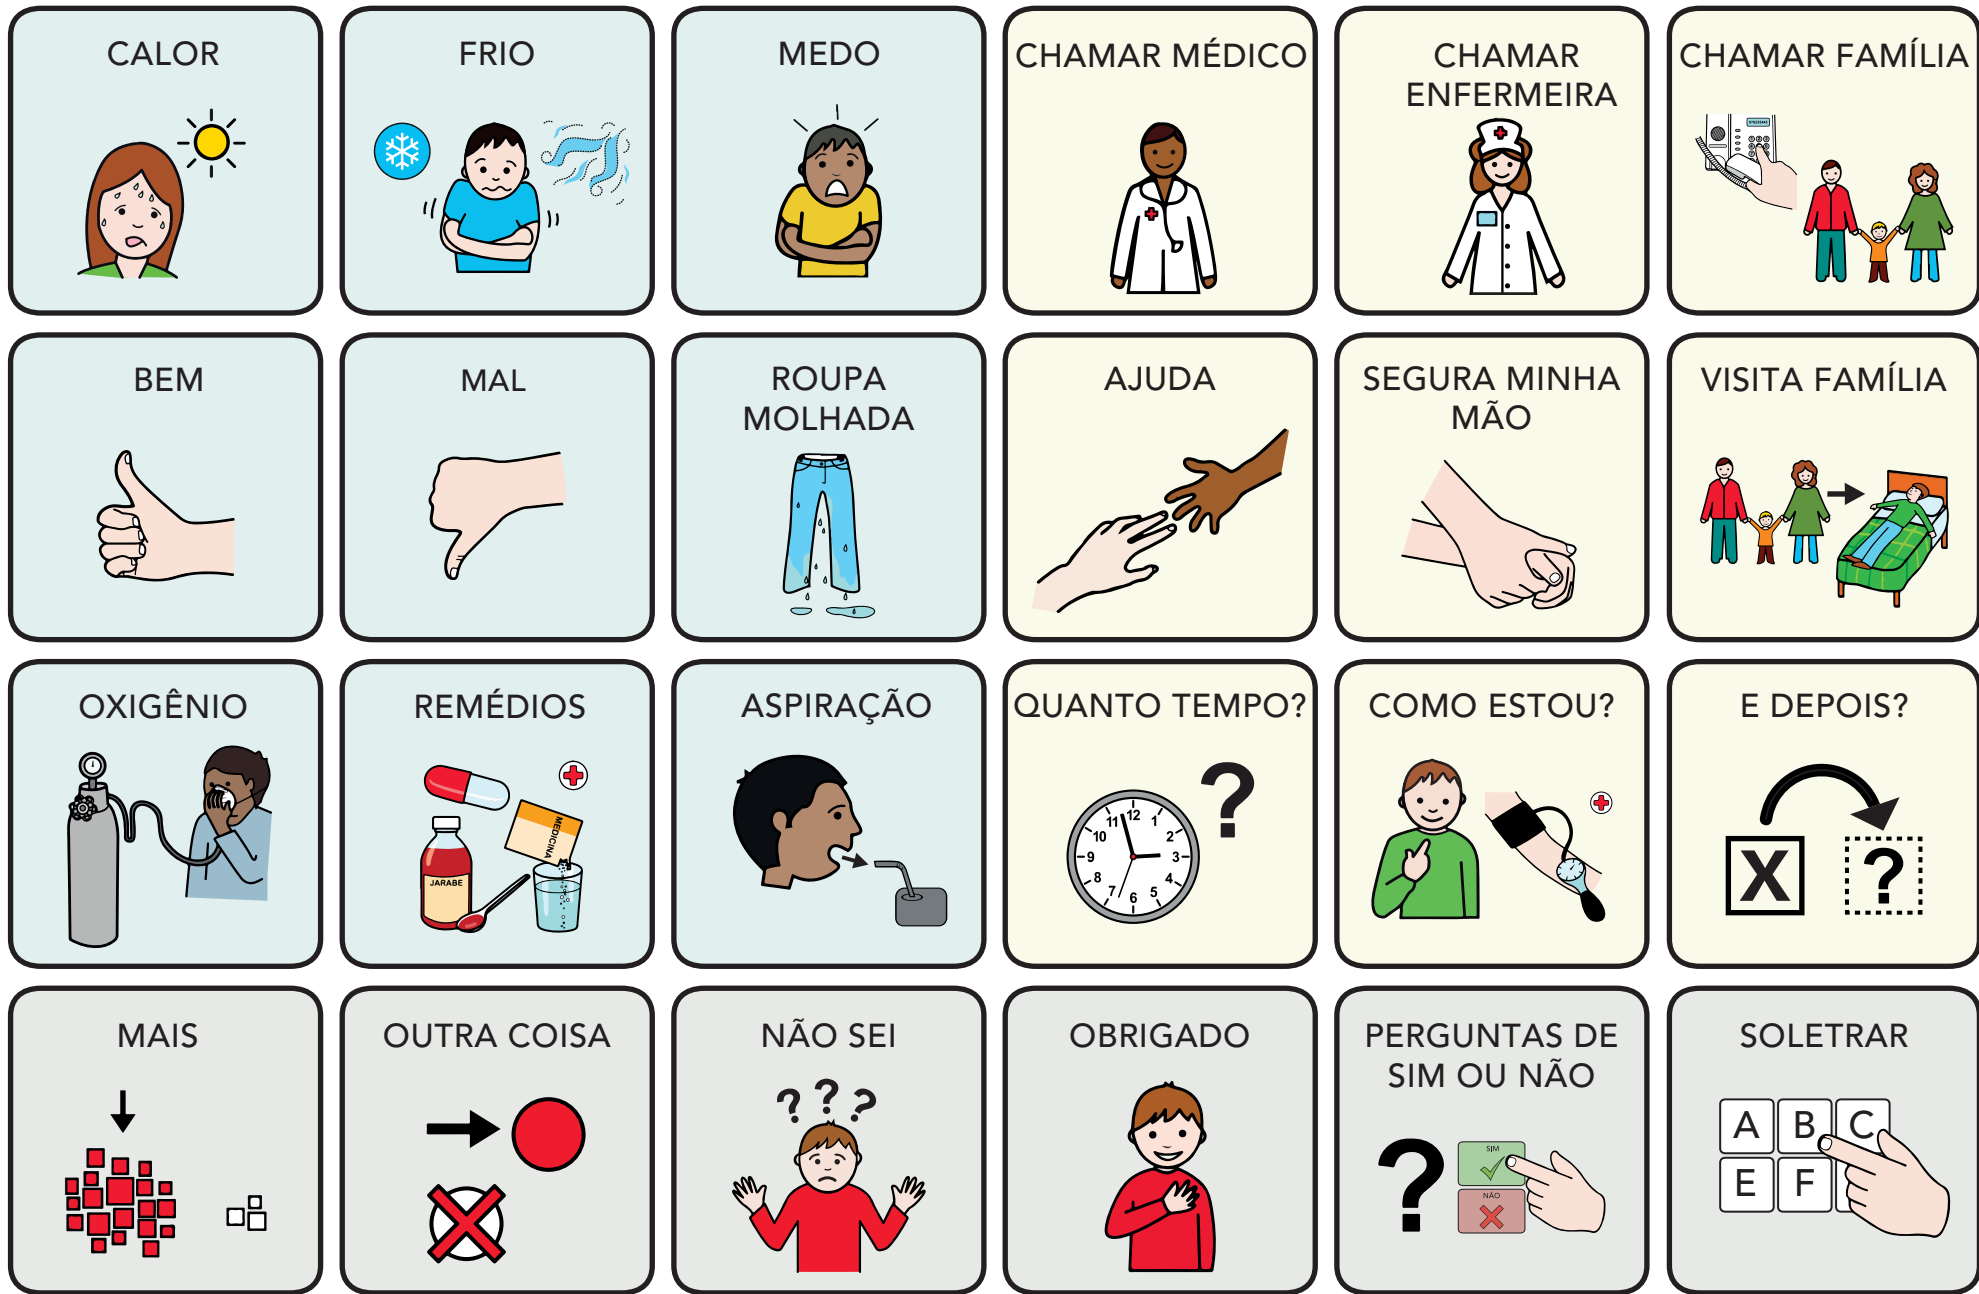 CALOR
FRIO
MEDO
CHAMAR MÉDICO
CHAMAR
ENFERMEIRA
CHAMAR FAMÍLIA
BEM
MAL
ROUPA
MOLHADA
AJUDA
SEGURA MINHA
MÃO
VISITA FAMÍLIA
OXIGÊNIO
REMÉDIOS
MEDICINA
JARABE
ASPIRAÇÃO
QUANTO TEMPO?
?
12
1
2
3
4
5
6
7
8
9
10
11
COMO ESTOU?
E DEPOIS?
X
?
MAIS
OUTRA COISA
NÃO SEI
? ? ?
OBRIGADO
PERGUNTAS DE
SIM OU NÃO
?
SIM
NÃO
SOLETRAR
A B C
E F